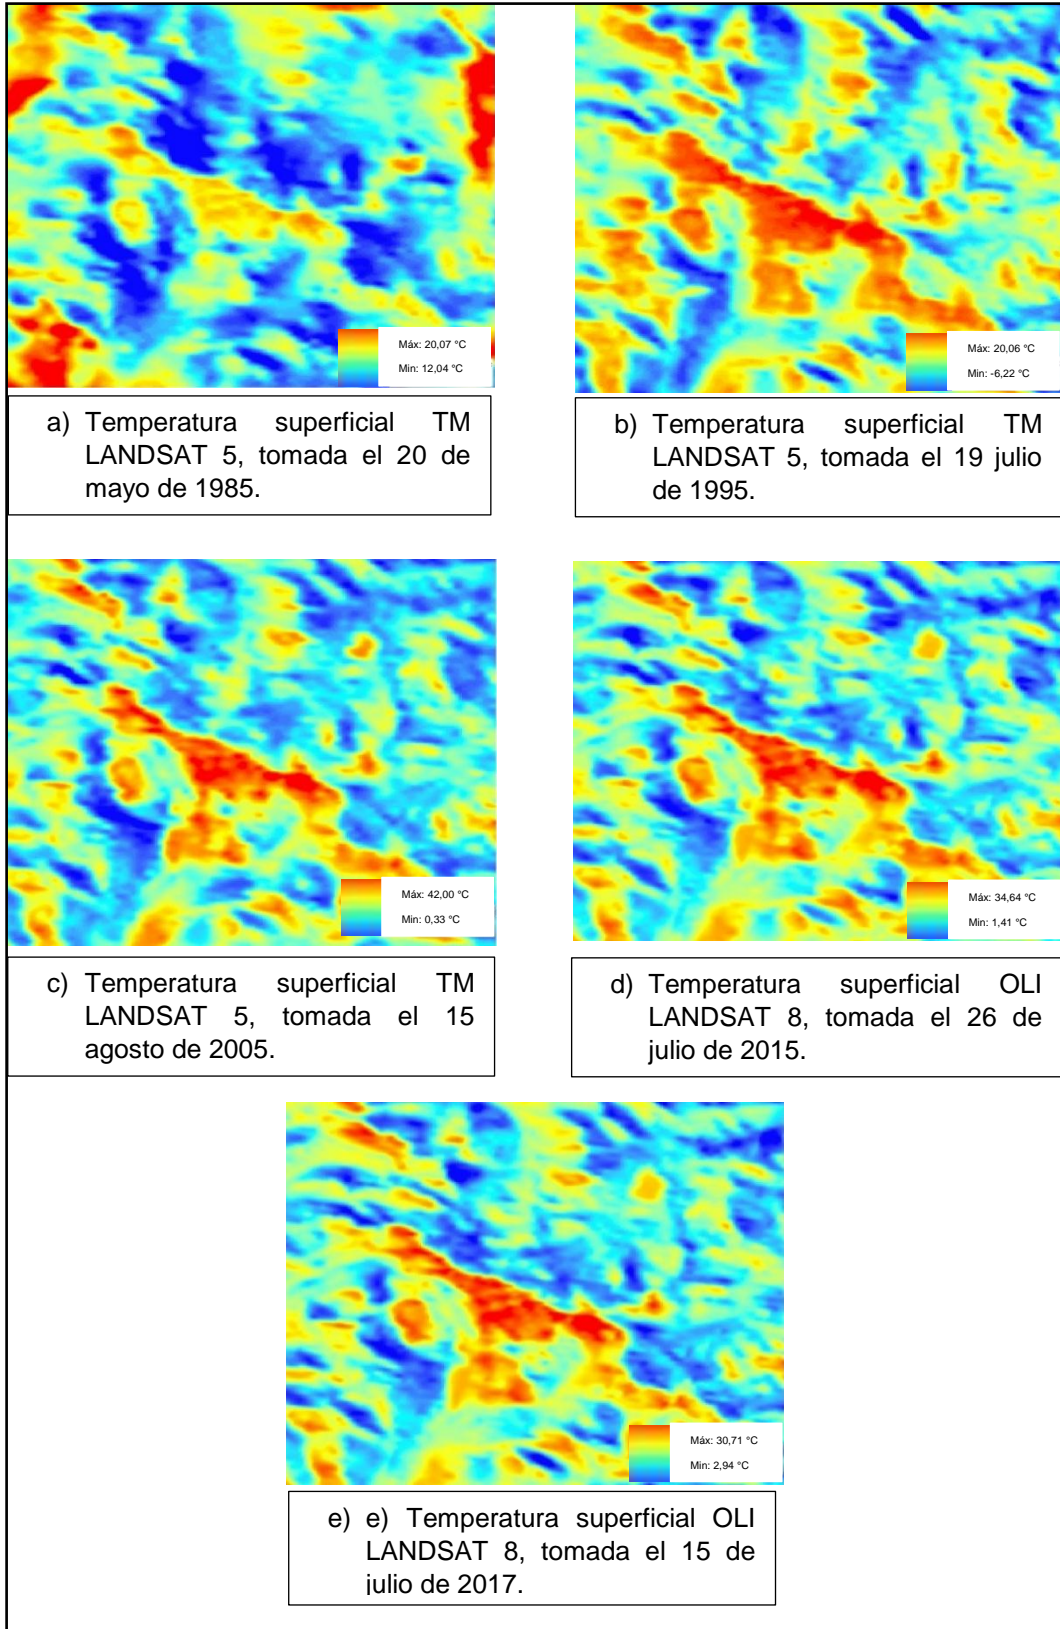 Máx: 20,07 °C
Min: 12,04 °C
a) Temperatura superficial TM
LANDSAT 5, tomada el 20 de
mayo de 1985.
Máx: 20,06 °C
Min: -6,22 °C
b) Temperatura superficial TM
LANDSAT 5, tomada el 19 julio
de 1995.
Máx: 42,00 °C
Min: 0,33 °C
c) Temperatura superficial TM
LANDSAT 5, tomada el 15
agosto de 2005.
Máx: 34,64 °C
Min: 1,41 °C
d) Temperatura superficial OLI
LANDSAT 8, tomada el 26 de
julio de 2015.
Máx: 30,71 °C
Min: 2,94 °C
e) e) Temperatura superficial OLI
LANDSAT 8, tomada el 15 de
julio de 2017.